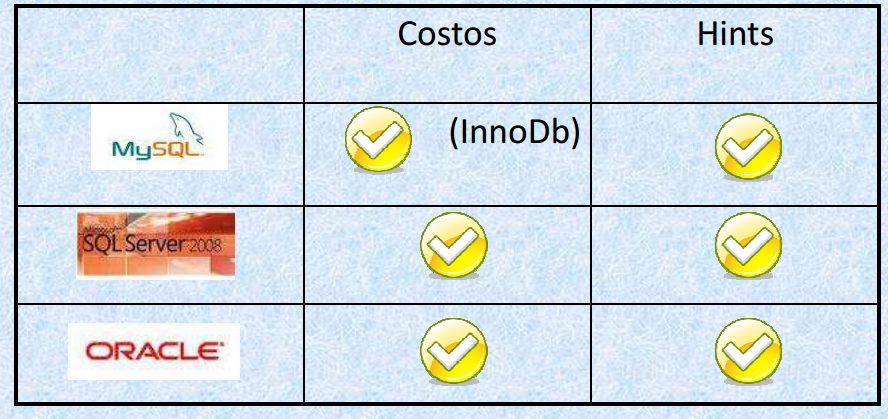 Costos Hints
MySQL (InnoDb)
Microsoft
SQL Server 2008
ORACLE